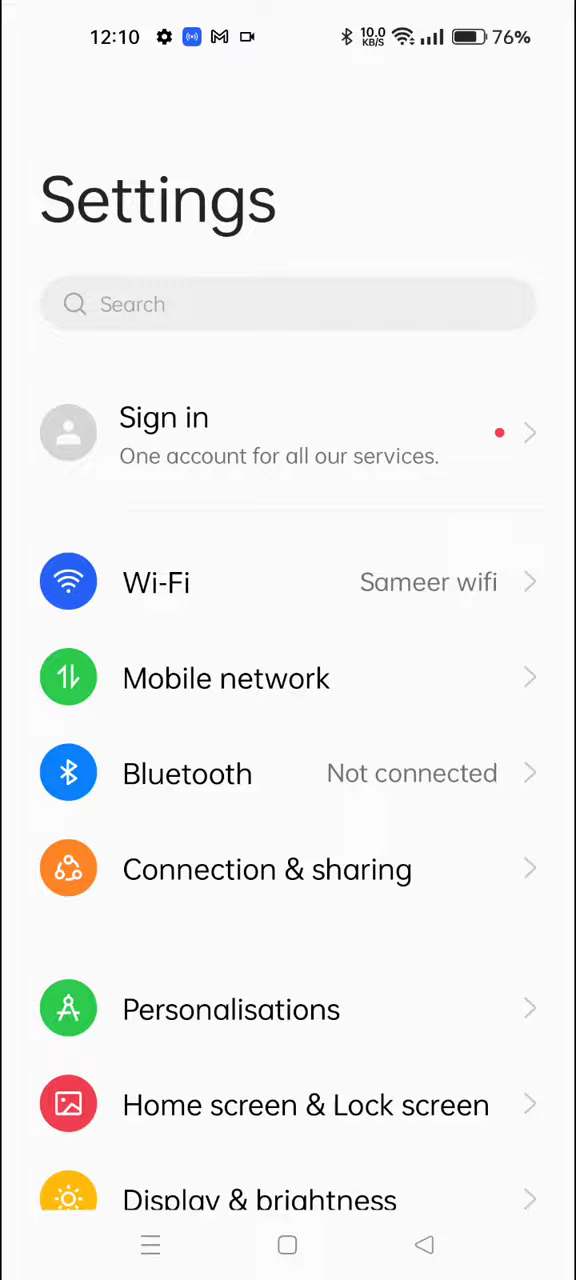 12:10 10.0 KB/S 76%
Settings
Search
Sign in
One account for all our services.
Wi-Fi Sameer wifi
Mobile network
Bluetooth Not connected
Connection & sharing
Personalisations
Home screen & Lock screen
Display & brightness